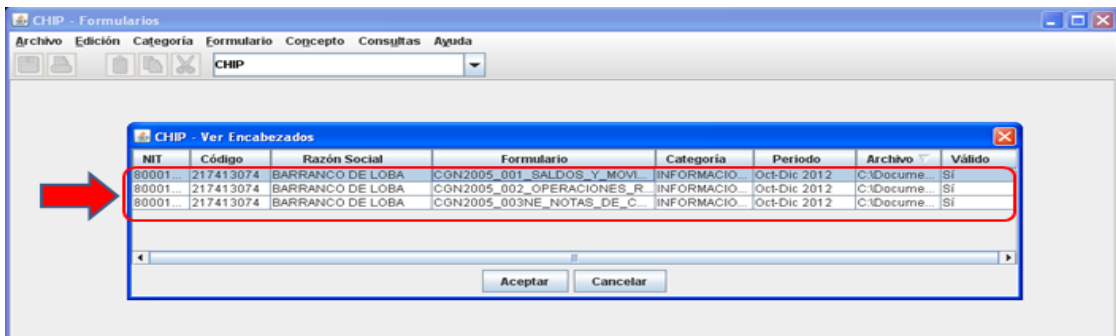 CHIP - Formularios
Archivo Edición Categoría Formulario Concepto Consultas Ayuda
CHIP
CHIP - Ver Encabezados
NIT Código Razón Social Formulario Categoría Periodo Archivo Válido
80001... 217413074 BARRANCO DE LOBA CGN2005_001_SALDOS_Y_MOVI... INFORMACIO... Oct-Dic 2012 C:\Docume... Sí
80001... 217413074 BARRANCO DE LOBA CGN2005_002_OPERACIONES_R... INFORMACIO... Oct-Dic 2012 C:\Docume... Sí
80001... 217413074 BARRANCO DE LOBA CGN2005_003NE_NOTAS_DE_C... INFORMACIO... Oct-Dic 2012 C:\Docume... Sí
Aceptar Cancelar